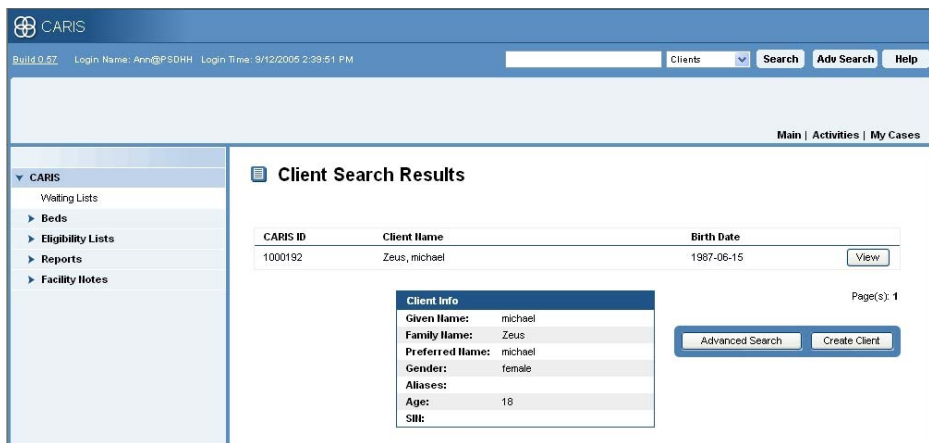 CARIS
Build 0.57 Login Name: Ann@PSDHH Login Time: 9/12/2005 2:39:51 PM Clients Search Adv Search Help
Main | Activities | My Cases
CARIS
Waiting Lists
Beds
Eligibility Lists
Reports
Facility Notes
Client Search Results
CARIS ID Client Name Birth Date
1000192 Zeus, michael 1987-06-15 View
Page(s): 1
Client Info
Given Name: michael
Family Name: Zeus
Preferred Name: michael
Gender: female
Aliases:
Age: 18
SIN:
Advanced Search Create Client